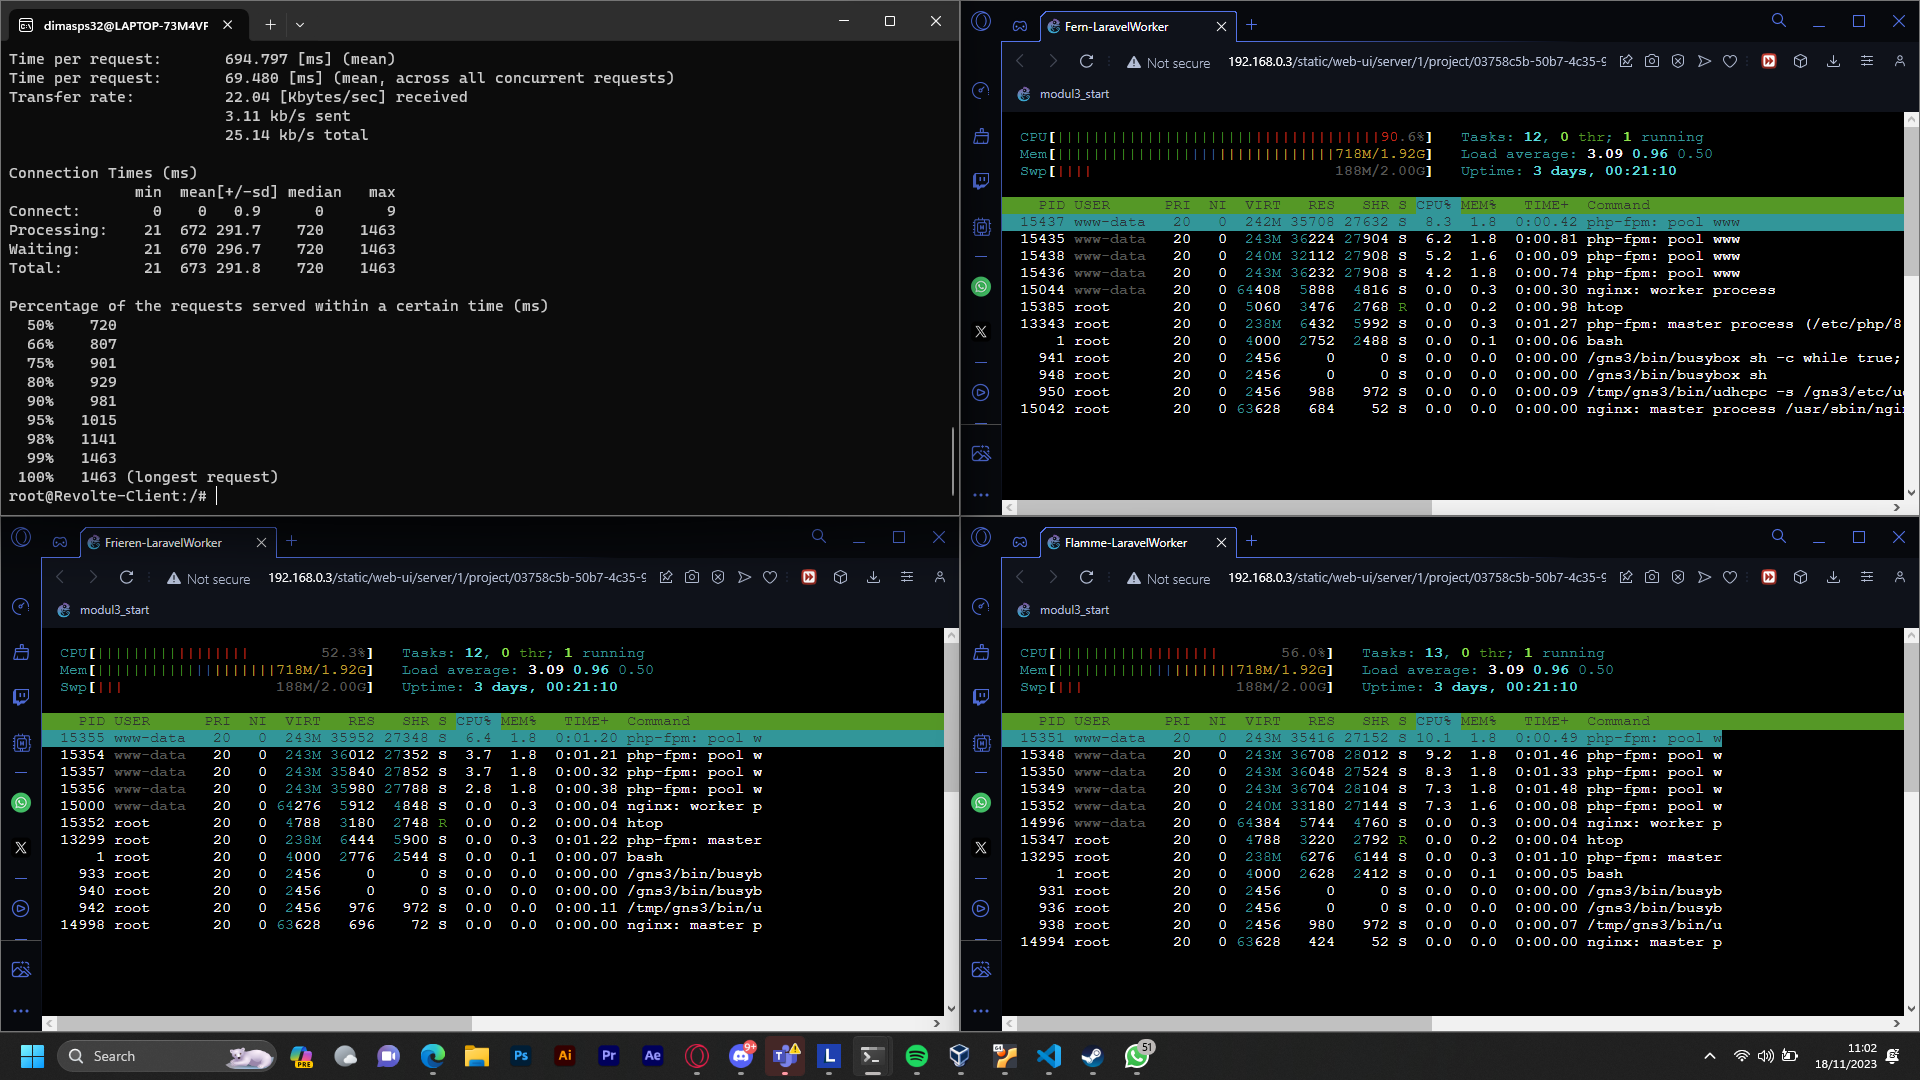 dimasps32@LAPTOP-73M4VF
Time per request:       694.797 [ms] (mean)
Time per request:       69.480 [ms] (mean, across all concurrent requests)
Transfer rate:          22.04 [Kbytes/sec] received
                        3.11 kb/s sent
                        25.14 kb/s total
Connection Times (ms)
              min  mean[+/-sd] median   max
Connect:        0    0   0.9      0       9
Processing:    21  672 291.7    720    1463
Waiting:       21  670 296.7    720    1463
Total:         21  673 291.8    720    1463
Percentage of the requests served within a certain time (ms)
  50%    720
  66%    807
  75%    901
  80%    929
  90%    981
  95%   1015
  98%   1141
  99%   1463
 100%   1463 (longest request)
root@Revolte-Client:/#
Fern-LaravelWorker
Not secure 192.168.0.3/static/web-ui/server/1/project/03758c5b-50b7-4c35-9
modul3_start
CPU[90.6%] Tasks: 12, 0 thr; 1 running
Mem[718M/1.92G] Load average: 3.09 0.96 0.50
Swp[188M/2.00G] Uptime: 3 days, 00:21:10
PID USER PRI NI VIRT RES SHR S CPU% MEM% TIME+ Command
15437 www-data 20 0 242M 35708 27632 S 8.3 1.8 0:00.42 php-fpm: pool www
15435 www-data 20 0 243M 36224 27904 S 6.2 1.8 0:00.81 php-fpm: pool www
15438 www-data 20 0 240M 32112 27908 S 5.2 1.6 0:00.09 php-fpm: pool www
15436 www-data 20 0 243M 36232 27908 S 4.2 1.8 0:00.74 php-fpm: pool www
15044 www-data 20 0 64408 5888 4816 S 0.0 0.3 0:00.30 nginx: worker process
15385 root 20 0 5060 3476 2768 R 0.0 0.2 0:00.98 htop
13343 root 20 0 238M 6432 5992 S 0.0 0.3 0:01.27 php-fpm: master process (/etc/php/8
1 root 20 0 4000 2752 2488 S 0.0 0.1 0:00.06 bash
941 root 20 0 2456 0 0 S 0.0 0.0 0:00.00 /gns3/bin/busybox sh -c while true;
948 root 20 0 2456 0 0 S 0.0 0.0 0:00.00 /gns3/bin/busybox sh
950 root 20 0 2456 988 972 S 0.0 0.0 0:00.09 /tmp/gns3/bin/udhcpc -s /gns3/etc/u
15042 root 20 0 63628 684 52 S 0.0 0.0 0:00.00 nginx: master process /usr/sbin/ngi
Frieren-LaravelWorker
Not secure 192.168.0.3/static/web-ui/server/1/project/03758c5b-50b7-4c35-9
modul3_start
CPU[52.3%] Tasks: 12, 0 thr; 1 running
Mem[718M/1.92G] Load average: 3.09 0.96 0.50
Swp[188M/2.00G] Uptime: 3 days, 00:21:10
PID USER PRI NI VIRT RES SHR S CPU% MEM% TIME+ Command
15355 www-data 20 0 243M 35952 27348 S 6.4 1.8 0:01.20 php-fpm: pool w
15354 www-data 20 0 243M 36012 27352 S 3.7 1.8 0:01.21 php-fpm: pool w
15357 www-data 20 0 243M 35840 27852 S 3.7 1.8 0:00.32 php-fpm: pool w
15356 www-data 20 0 243M 35980 27788 S 2.8 1.8 0:00.38 php-fpm: pool w
15000 www-data 20 0 64276 5912 4848 S 0.0 0.3 0:00.04 nginx: worker p
15352 root 20 0 4788 3180 2748 R 0.0 0.2 0:00.04 htop
13299 root 20 0 238M 6444 5900 S 0.0 0.3 0:01.22 php-fpm: master
1 root 20 0 4000 2776 2544 S 0.0 0.1 0:00.07 bash
933 root 20 0 2456 0 0 S 0.0 0.0 0:00.00 /gns3/bin/busyb
940 root 20 0 2456 0 0 S 0.0 0.0 0:00.00 /gns3/bin/busyb
942 root 20 0 2456 976 972 S 0.0 0.0 0:00.11 /tmp/gns3/bin/u
14998 root 20 0 63628 696 72 S 0.0 0.0 0:00.00 nginx: master p
Flamme-LaravelWorker
Not secure 192.168.0.3/static/web-ui/server/1/project/03758c5b-50b7-4c35-9
modul3_start
CPU[56.0%] Tasks: 13, 0 thr; 1 running
Mem[718M/1.92G] Load average: 3.09 0.96 0.50
Swp[188M/2.00G] Uptime: 3 days, 00:21:10
PID USER PRI NI VIRT RES SHR S CPU% MEM% TIME+ Command
15351 www-data 20 0 243M 35416 27152 S 10.1 1.8 0:00.49 php-fpm: pool w
15348 www-data 20 0 243M 36708 28012 S 9.2 1.8 0:01.46 php-fpm: pool w
15350 www-data 20 0 243M 36048 27524 S 8.3 1.8 0:01.33 php-fpm: pool w
15349 www-data 20 0 243M 36704 28104 S 7.3 1.8 0:01.48 php-fpm: pool w
15352 www-data 20 0 240M 33180 27144 S 7.3 1.6 0:00.08 php-fpm: pool w
14996 www-data 20 0 64384 5744 4760 S 0.0 0.3 0:00.04 nginx: worker p
15347 root 20 0 4788 3220 2792 R 0.0 0.2 0:00.04 htop
13295 root 20 0 238M 6276 6144 S 0.0 0.3 0:01.10 php-fpm: master
1 root 20 0 4000 2628 2412 S 0.0 0.1 0:00.05 bash
931 root 20 0 2456 0 0 S 0.0 0.0 0:00.00 /gns3/bin/busyb
936 root 20 0 2456 0 0 S 0.0 0.0 0:00.00 /gns3/bin/busyb
938 root 20 0 2456 980 972 S 0.0 0.0 0:00.07 /tmp/gns3/bin/u
14994 root 20 0 63628 424 52 S 0.0 0.0 0:00.00 nginx: master p
Search
PRE
Ps
Ai
Pr
Ae
9+
L
51
11:02
18/11/2023